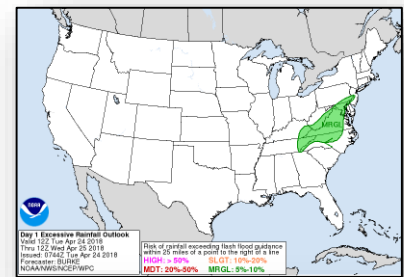 MRGL
NOAA
Day 1 Excessive Rainfall Outlook
Valid 12Z Tue Apr 24 2018
Thru 12Z Wed Apr 25 2018
Issued: 0744Z Tue Apr 24 2018
Forecaster: BURKE
NOAA/NWS/NCEP/WPC
Risk of rainfall exceeding flash flood guidance
within 25 miles of a point to the right of a line
HIGH: > 50% SLGT: 10%-20%
MDT: 20%-50% MRGL: 5%-10%